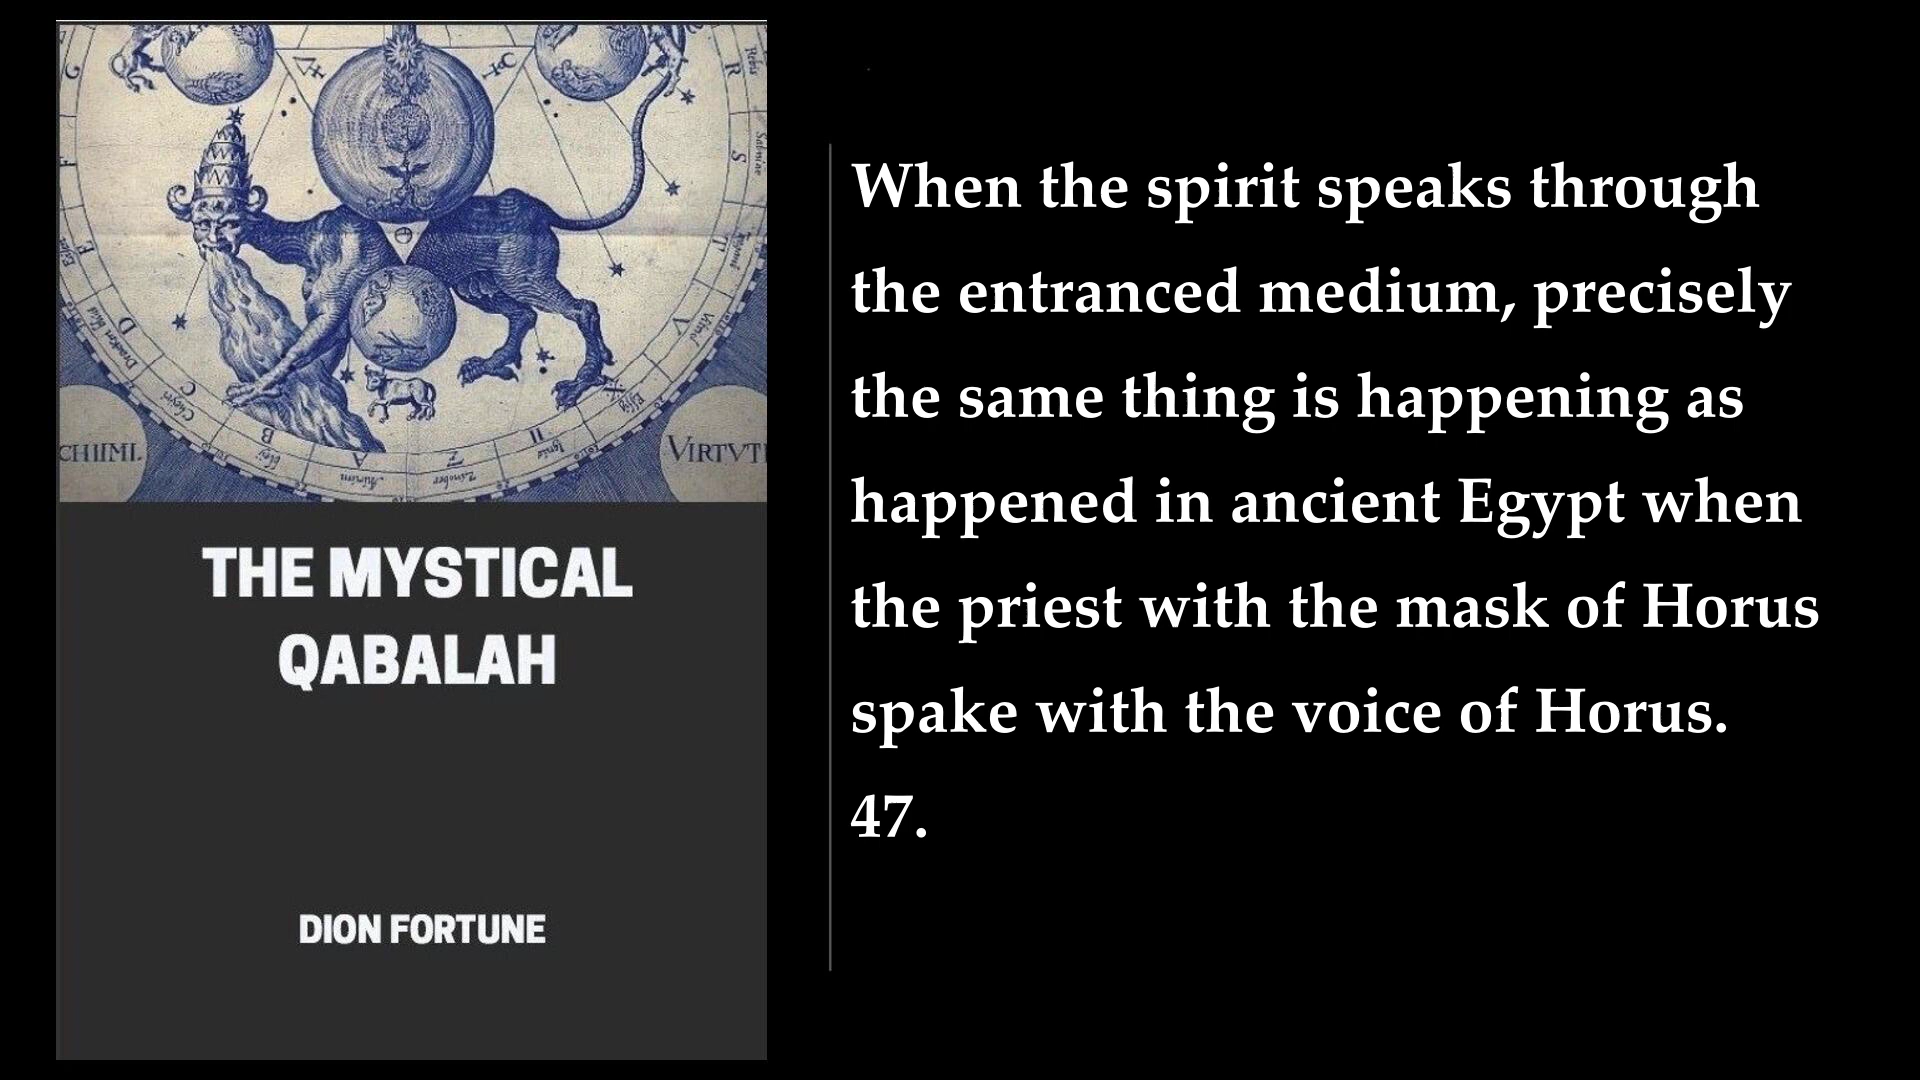 THE MYSTICAL
QABALAH
DION FORTUNE
CHIIMI.
VIRTVTI
When the spirit speaks through
the entranced medium, precisely
the same thing is happening as
happened in ancient Egypt when
the priest with the mask of Horus
spake with the voice of Horus.
47.